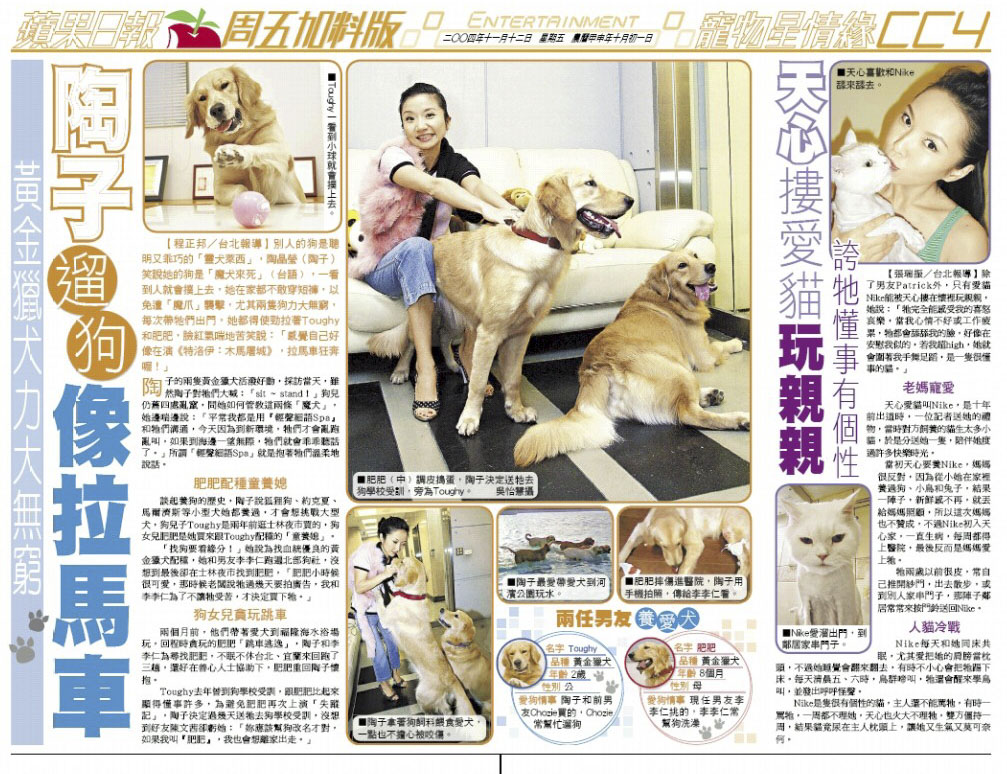 蘋果日報
周五加料版
ENTERTAINMENT
二○○四年十一月十二日 星期五 農曆甲申年十月初一日
寵物星情緣 CC4
黃金獵犬力大無窮
陶子遛狗像拉馬車
■Toughy一看到小球就會撲上去。
【程正邦／台北報導】別人的狗是聰
明又乖巧的「靈犬萊西」，陶晶瑩（陶子）
笑說她的狗是「魔犬來死」（台語），一看
到人就會撲上去，她在家都不敢穿短褲，以
免遭「魔爪」襲擊，尤其兩隻狗力大無窮，
每次帶牠們出門，她都得使勁拉著Toughy
和肥肥，臉紅氣喘地苦笑說：「感覺自己好
像在演《特洛伊：木馬屠城》，拉馬車狂奔
喔！」
陶子的兩隻黃金獵犬活潑好動，採訪當天，雖
然陶子對牠們大喊：「sit ~ stand！」狗兒
仍舊四處亂竄，問她如何管教這兩條「魔犬」，
她邊喘邊說：「平常我都是用『輕聲細語Spa』
和牠們溝通，今天因為到新環境，牠們才會亂跑
亂叫，如果到海邊一望無際，牠們就會乖乖聽話
了。」所謂「輕聲細語Spa」就是抱著牠們溫柔地
說話。
肥肥配種童養媳
談起養狗的歷史，陶子說狐狸狗、約克夏、
馬爾濟斯等小型犬她都養過，才會想挑戰大型
犬，狗兒子Toughy是兩年前逛士林夜市買的，狗
女兒肥肥是她買來跟Toughy配種的「童養媳」。
「找狗要看緣分！」她說為找血統優良的黃
金獵犬配種，她和男友李李仁跑遍北部狗社，沒
想到最後卻在士林夜市找到肥肥，「肥肥小時候
很可愛，那時候老闆說牠過幾天要拍廣告，我和
李李仁為了不讓牠受苦，才決定買下牠。」
狗女兒貪玩跳車
兩個月前，他們帶著愛犬到福隆海水浴場
玩，回程時貪玩的肥肥「跳車逃逸」，陶子和李
李仁為尋找肥肥，不眠不休台北、宜蘭來回跑了
三趟，還好在善心人士協助下，肥肥重回陶子懷
抱。
Toughy去年曾到狗學校受訓，跟肥肥比起來
顯得懂事許多，為避免肥肥再次上演「失蹤
記」，陶子決定過幾天送牠去狗學校受訓，沒想
到好友陳文茜卻虧她：「妳應該幫狗改名才對，
如果我叫『肥肥』，我也會想離家出走。」
■肥肥（中）調皮搗蛋，陶子決定送牠去
狗學校受訓，旁為Toughy。 吳怡慧攝
■陶子拿著狗飼料餵食愛犬，
一點也不擔心被咬傷。
■陶子最愛帶愛犬到河
濱公園玩水。
■肥肥摔傷進醫院，陶子用
手機拍照，傳給李李仁看。
兩任男友養愛犬
名字 Toughy
品種 黃金獵犬
年齡 2歲
性別 公
愛狗情事 陶子和前男
友Chozie買的，Chozie
常幫忙遛狗
名字 肥肥
品種 黃金獵犬
年齡 8個月
性別 母
愛狗情事 現任男友李
李仁挑的，李李仁常
幫狗洗澡
天心摟愛貓玩親親
誇牠懂事有個性
■天心喜歡和Nike
舔來舔去。
【張瑞振／台北報導】除
了男友Patrick外，只有愛貓
Nike能被天心摟在懷裡玩親親，
她說：「牠完全能感受我的喜怒
哀樂，當我心情不好或工作疲
累，牠都會舔舔我的臉，好像在
安慰我似的，若我超high，牠就
會圍著我手舞足蹈，是一隻很懂
事的貓。」
老媽寵愛
天心愛貓叫Nike，是十年
前出道時，一位記者送她的禮
物，當時對方飼養的貓生太多小
貓，於是分送她一隻，陪伴她度
過許多快樂時光。
當初天心要養Nike，媽媽
很反對，因為從小她在家裡
養過狗、小鳥和兔子，結果
一陣子，新鮮感不再，就丟
給媽媽照顧，所以這次媽媽
也不贊成，不過Nike初入天
心家，一直生病，每周都得
上醫院，最後反而是媽媽愛
上牠。
牠兩歲以前很皮，常自
己推開紗門，出去散步，或
到別人家串門子，那陣子鄰
居常常來按門鈴送回Nike。
■Nike愛溜出門，到
鄰居家串門子。
人貓冷戰
Nike每天和她同床共
眠，尤其愛把她的肩膀當枕
頭，不過她睡覺會翻來翻去，有時不小心會把牠踢下
床，每天清晨五、六時，鳥群啼叫，牠還會醒來學鳥
叫，並發出呼呼怪聲。
Nike是隻很有個性的貓，主人還不能罵牠，有時一
罵牠，一周都不理她，天心也火大不理牠，雙方僵持一
周，結果貓竟尿在主人枕頭上，讓她又生氣又莫可奈
何。